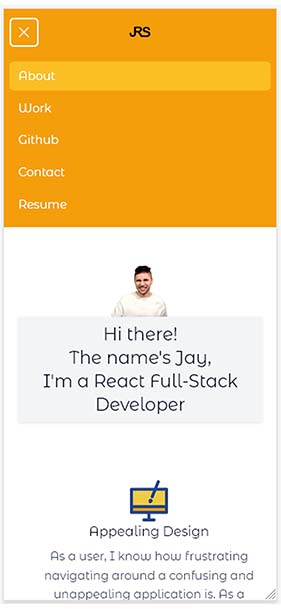 JRS
About
Work
Github
Contact
Resume
Hi there!
The name's Jay,
I'm a React Full-Stack
Developer
Appealing Design
As a user, I know how frustrating
navigating around a confusing and
unappealing application is. As a